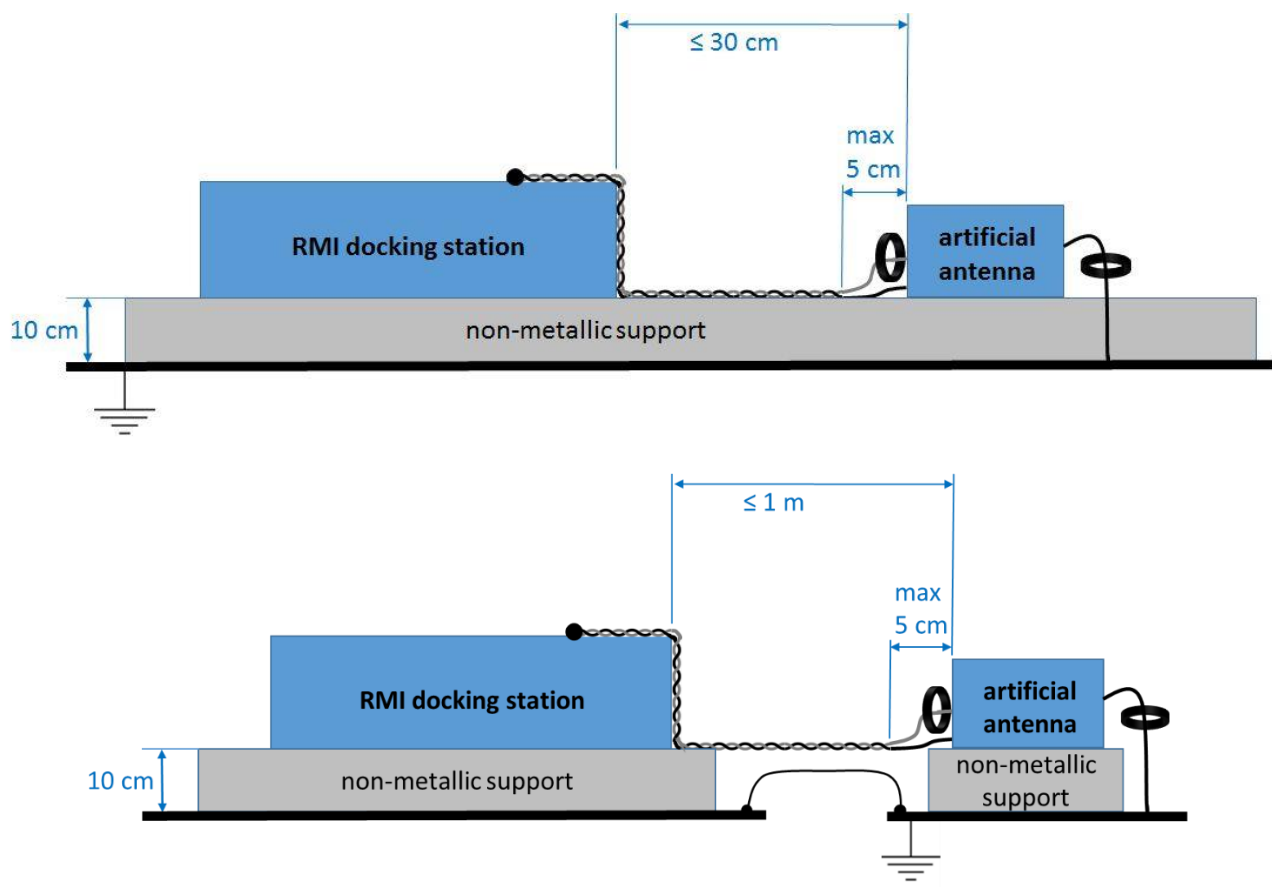 ≤ 30 cm
max
5 cm
RMI docking station
artificial
antenna
10 cm
non-metallic support
≤ 1 m
max
5 cm
RMI docking station
artificial
antenna
10 cm
non-metallic support
non-metallic
support